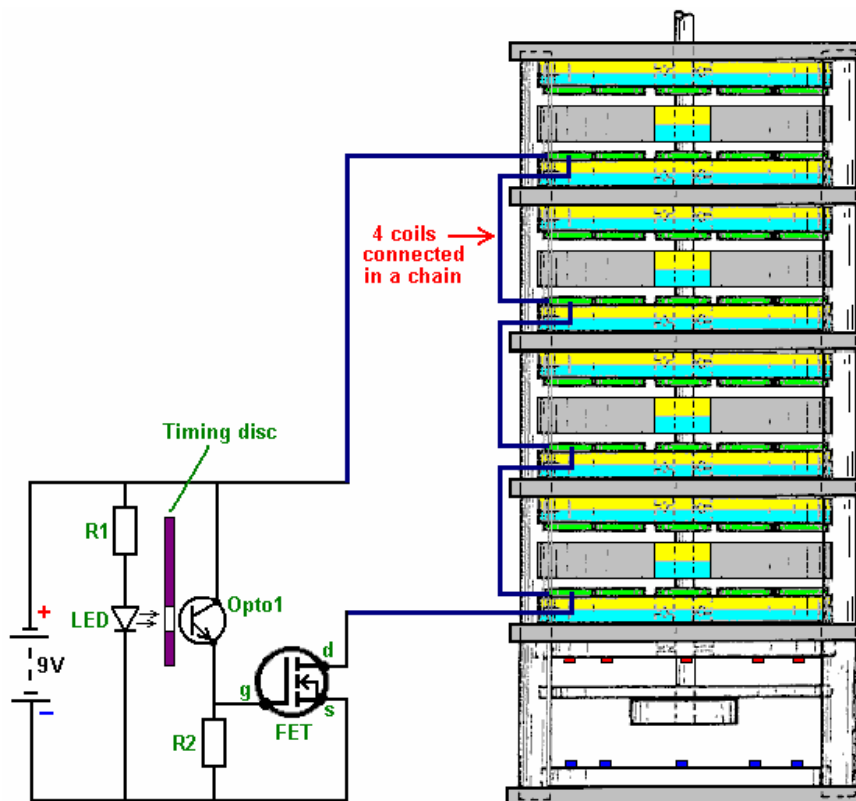 4 coils
connected
in a chain
Timing disc
R1
LED
Opto1
+
9V
–
d
g
s
FET
R2